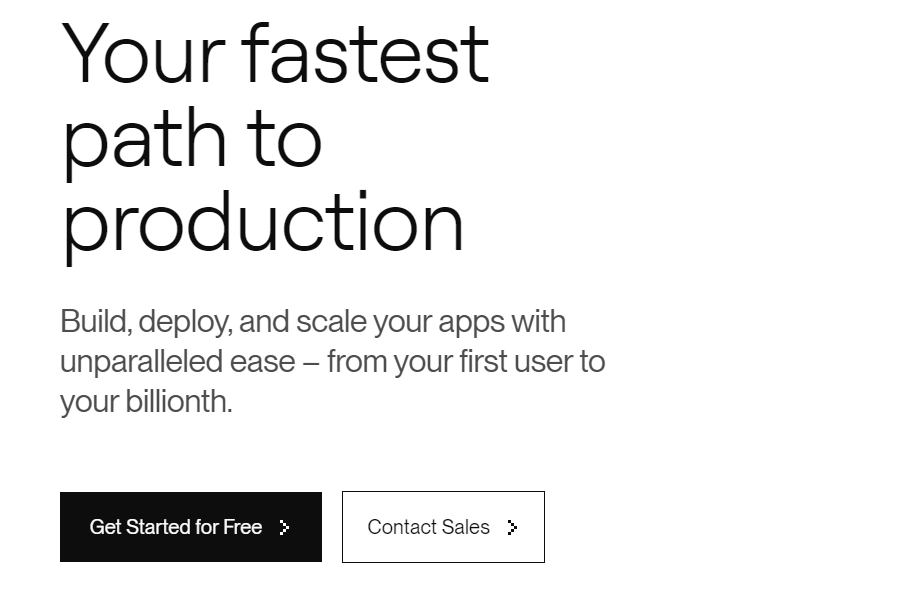 Your fastest
path to
production
Build, deploy, and scale your apps with
unparalleled ease – from your first user to
your billionth.
Get Started for Free
Contact Sales